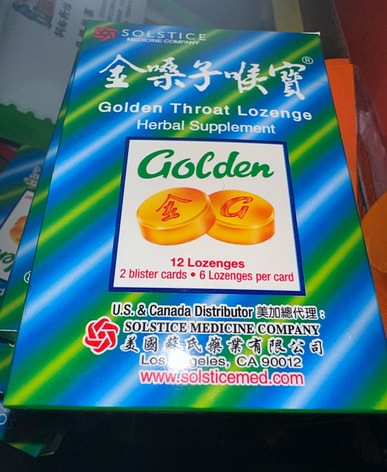 SOLSTICE
MEDICINE COMPANY
金嗓子喉寶®
Golden Throat Lozenge
Herbal Supplement
Golden
金 G
12 Lozenges
2 blister cards • 6 Lozenges per card
U.S. & Canada Distributor 美加總代理:
SOLSTICE MEDICINE COMPANY
美國蘇氏藥業有限公司
Los Angeles, CA 90012
www.solsticemed.com